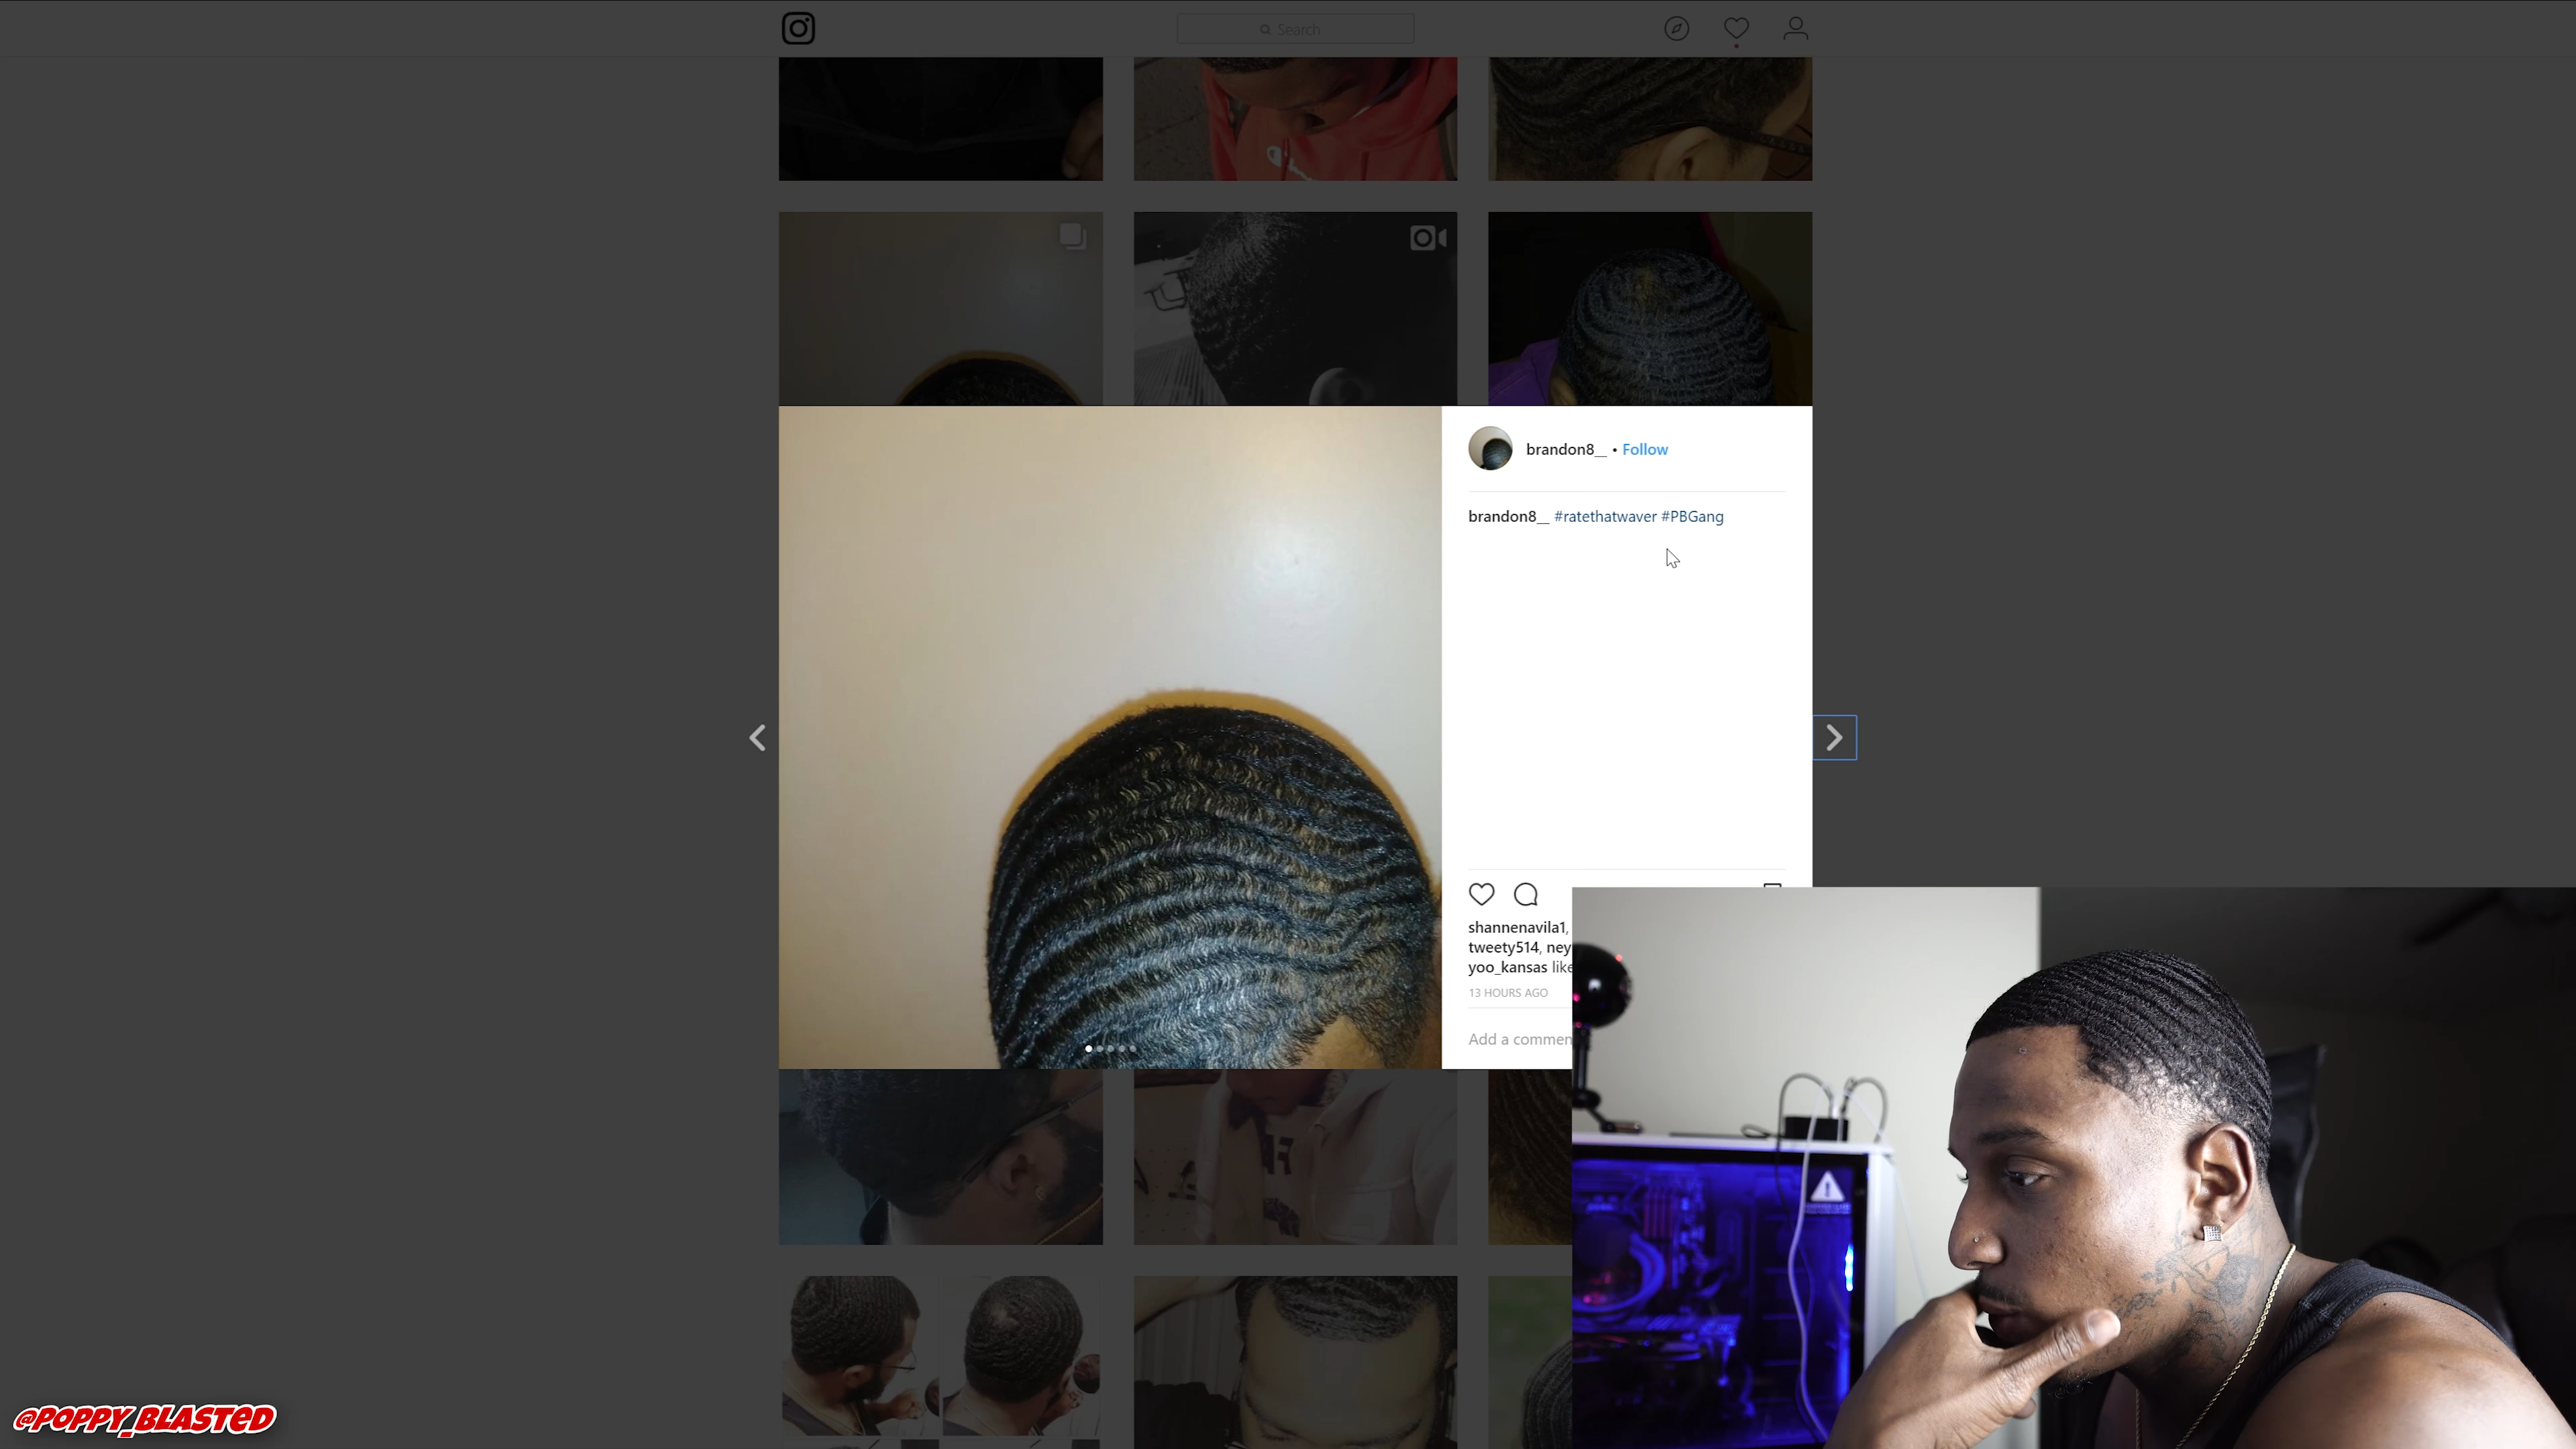 Search
brandon8__ • Follow
brandon8__ #ratethatwaver #PBGang
shannenavila1,
tweety514, ney
yoo_kansas like
13 HOURS AGO
Add a commen
@POPPY_BLASTED